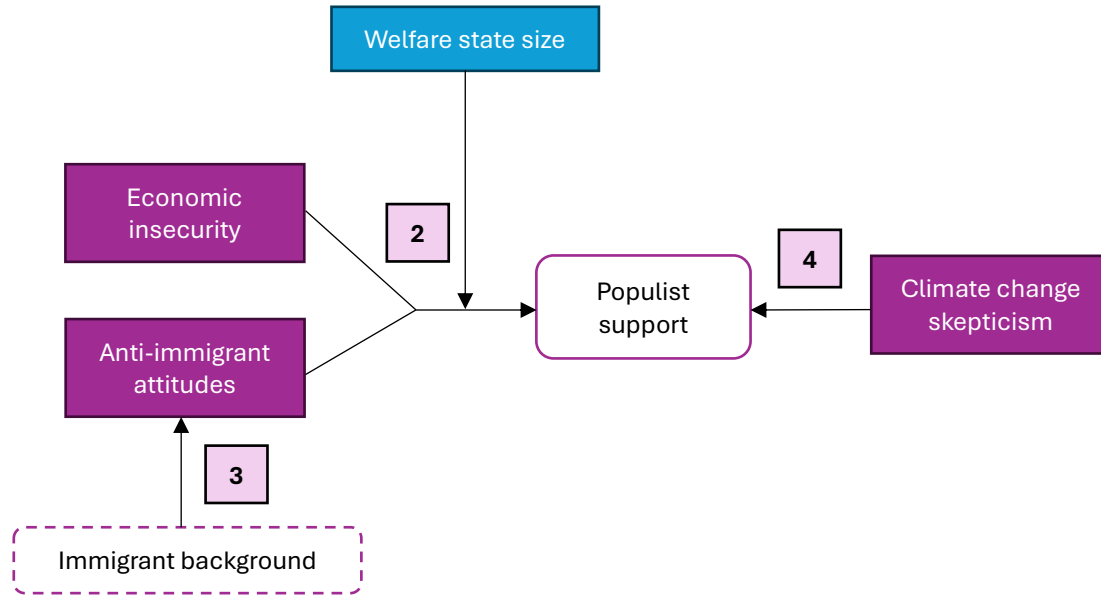 Welfare state size
Economic
insecurity
2
4
Populist
support
Climate change
skepticism
Anti-immigrant
attitudes
3
Immigrant background